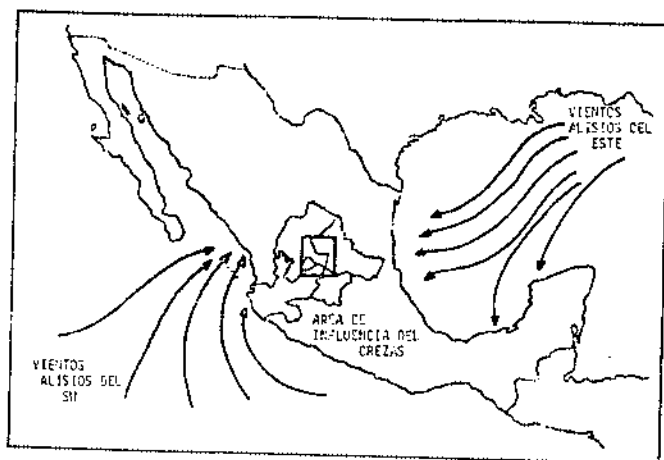 VIENTOS
ALISIOS DEL
ESTE
AREA DE
INFLUENCIA DEL
CREZAS
VIENTOS
ALISIOS DEL
SW